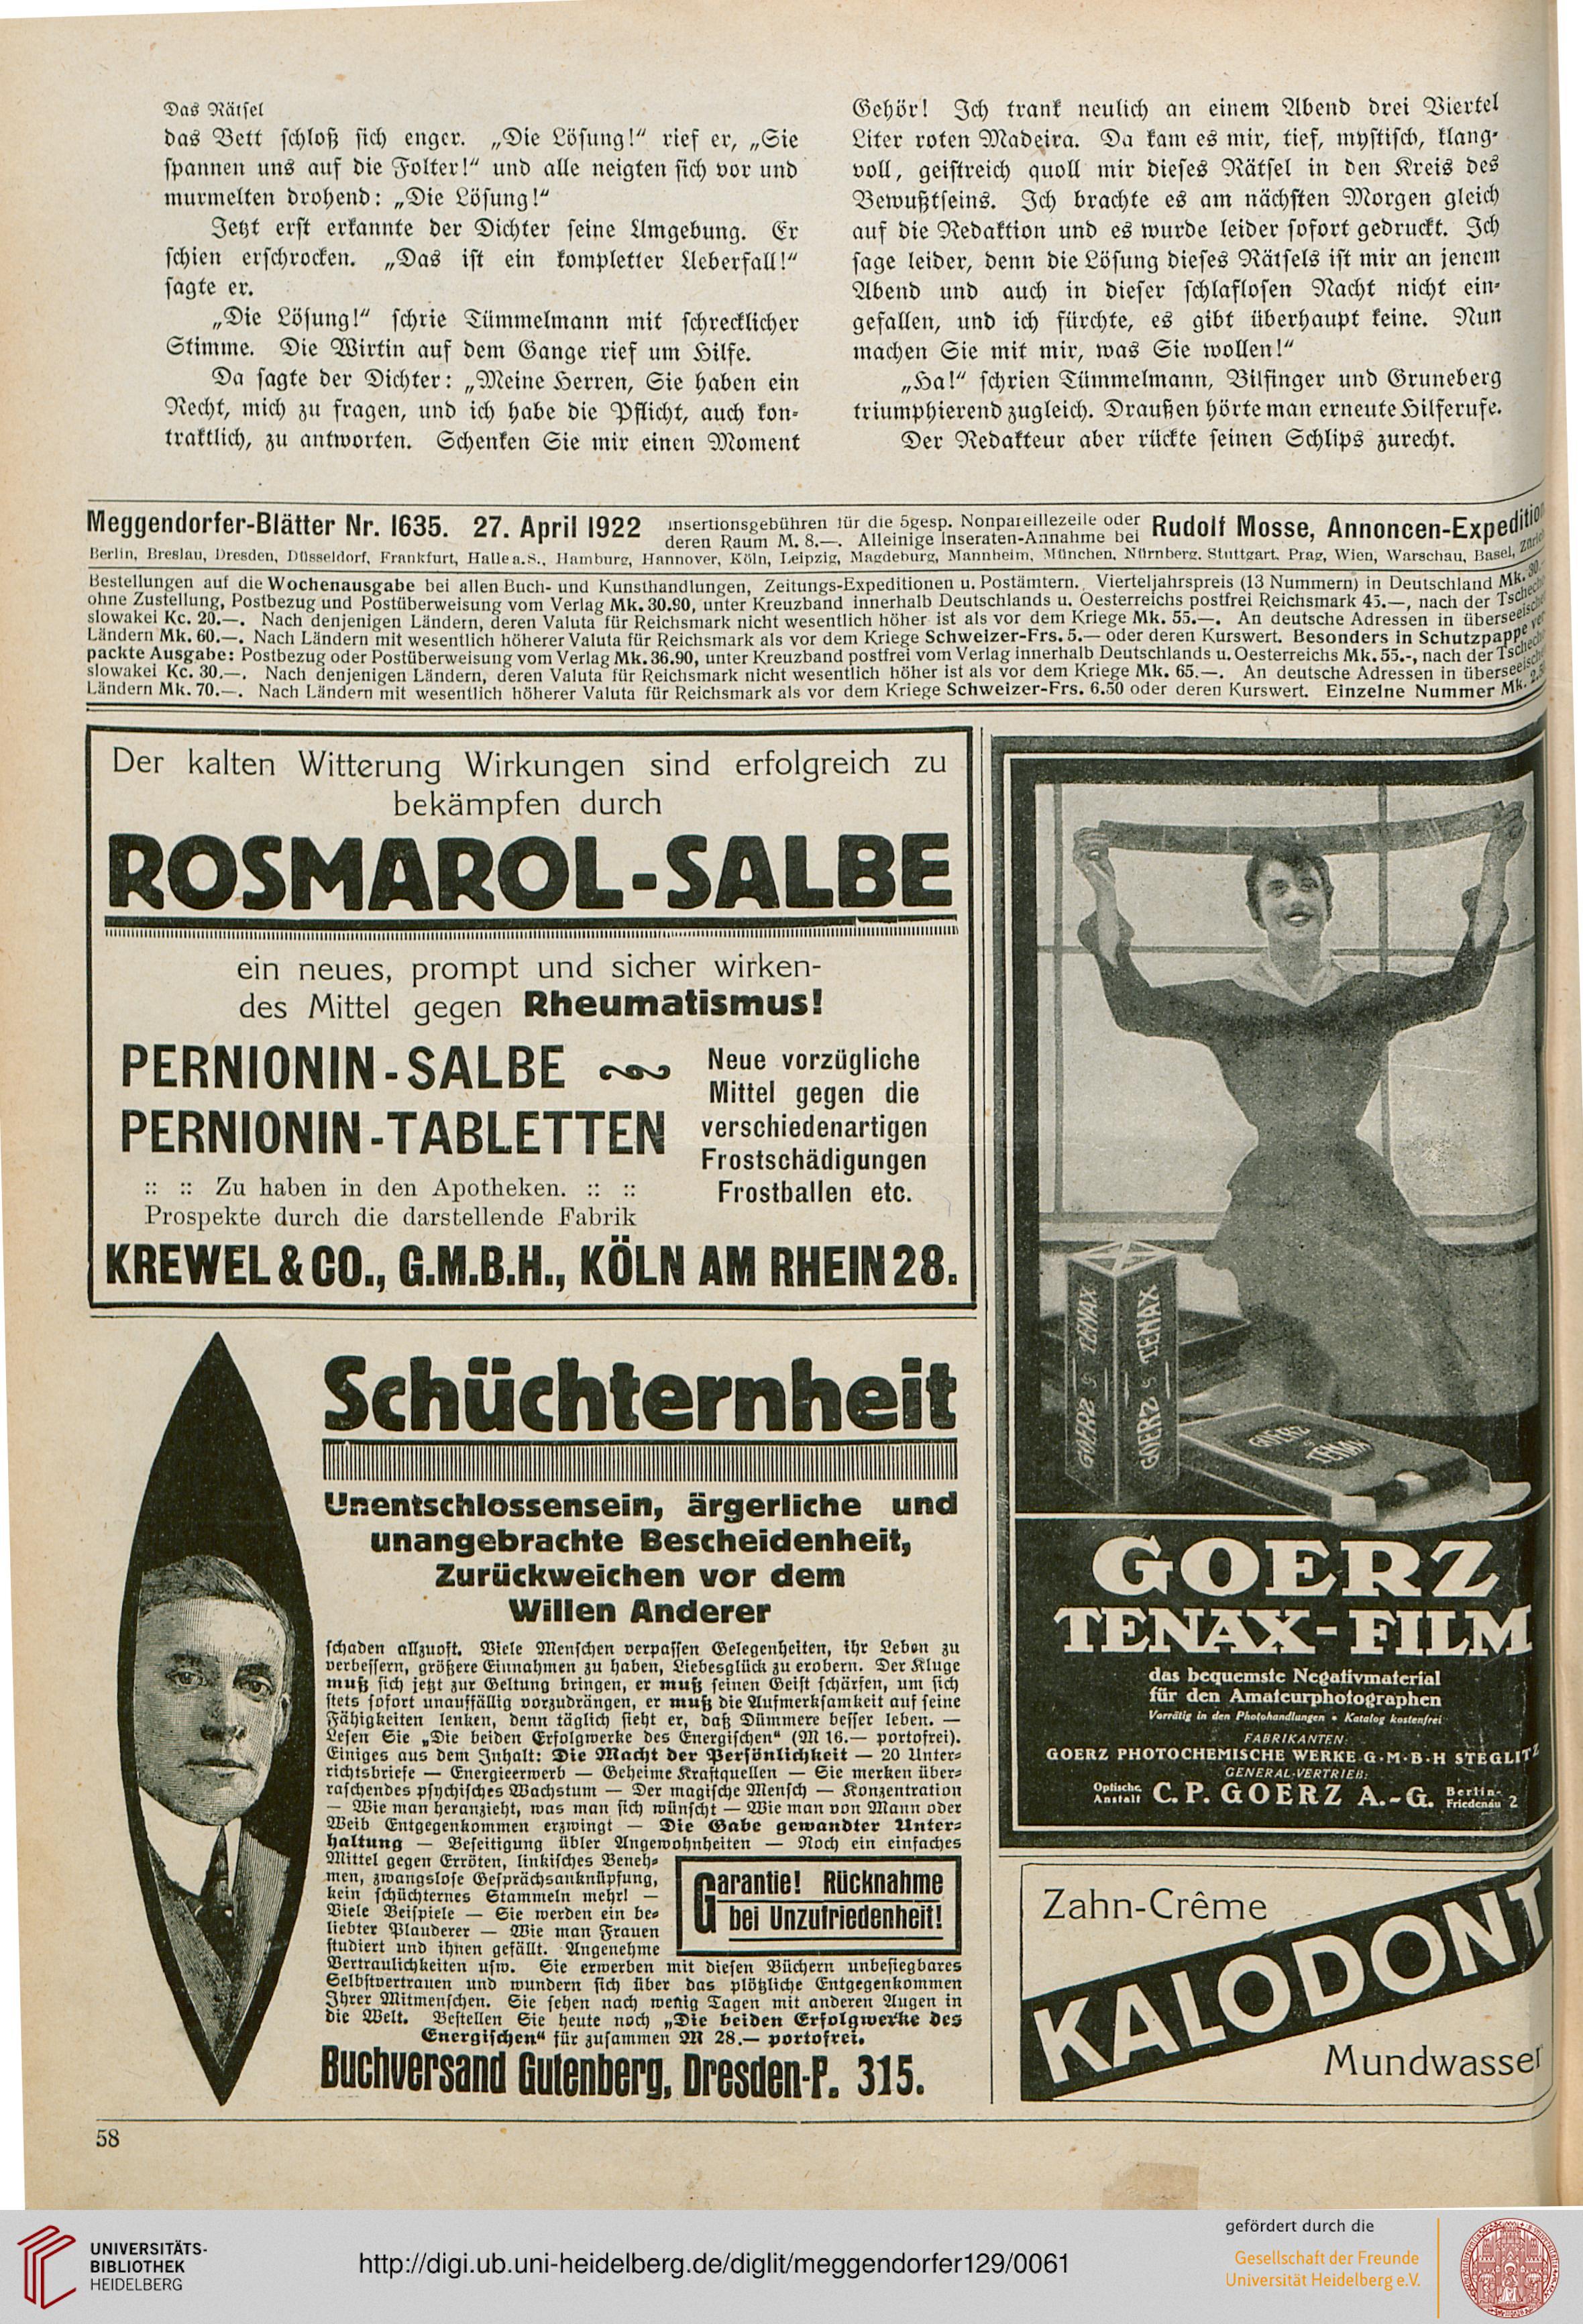 Das Rätsel
das Bett schloß sich enger. „Die Lösung!“ rief er, „Sie
spannen uns auf die Folter!“ und alle neigten sich vor und
murmelten drohend: „Die Lösung!“
Jetzt erst erkannte der Dichter seine Umgebung. Er
schien erschrocken. „Das ist ein kompletter Ueberfall!“
sagte er.
„Die Lösung!“ schrie Tümmelmann mit schrecklicher
Stimme. Die Wirtin auf dem Gange rief um Hilfe.
Da sagte der Dichter: „Meine Herren, Sie haben ein
Recht, mich zu fragen, und ich habe die Pflicht, auch kon-
traktlich, zu antworten. Schenken Sie mir einen Moment
Gehör! Ich trank neulich an einem Abend drei Viertel
Liter roten Madeira. Da kam es mir, tief, mystisch, klang-
voll, geistreich quoll mir dieses Rätsel in den Kreis des
Bewußtseins. Ich brachte es am nächsten Morgen gleich
auf die Redaktion und es wurde leider sofort gedruckt. Ich
sage leider, denn die Lösung dieses Rätsels ist mir an jenem
Abend und auch in dieser schlaflosen Nacht nicht ein-
gefallen, und ich fürchte, es gibt überhaupt keine. Nun
machen Sie mit mir, was Sie wollen!“
„Ha!“ schrien Tümmelmann, Bilfinger und Gruneberg
triumphierend zugleich. Draußen hörte man erneute Hilferufe.
Der Redakteur aber rückte seinen Schlips zurecht.
Meggendorfer-Blätter Nr. 1635. 27. April 1922
Insertionsgebühren für die 5gesp. Nonpareillezeile oder
deren Raum M. 8.—. Alleinige Inseraten-Annahme bei
Rudolf Mosse, Annoncen-Expedition
Berlin, Breslau, Dresden, Düsseldorf, Frankfurt, Halle a.S., Hamburg, Hannover, Köln, Leipzig, Magdeburg, Mannheim, München, Nürnberg, Stuttgart, Prag, Wien, Warschau, Basel, Zürich
Bestellungen auf die Wochenausgabe bei allen Buch- und Kunsthandlungen, Zeitungs-Expeditionen u. Postämtern. Vierteljahrspreis (13 Nummern) in Deutschland Mk. 30.-
ohne Zustellung, Postbezug und Postüberweisung vom Verlag Mk. 30.90, unter Kreuzband innerhalb Deutschlands u. Oesterreichs postfrei Reichsmark 45.—, nach der Tschecho-
slowakei Kc. 20.—. Nach denjenigen Ländern, deren Valuta für Reichsmark nicht wesentlich höher ist als vor dem Kriege Mk. 55.—. An deutsche Adressen in überseeischen
Ländern Mk. 60.—. Nach Ländern mit wesentlich höherer Valuta für Reichsmark als vor dem Kriege Schweizer-Frs. 5.— oder deren Kurswert. Besonders in Schutzpappe ver-
packte Ausgabe: Postbezug oder Postüberweisung vom Verlag Mk. 36.90, unter Kreuzband postfrei vom Verlag innerhalb Deutschlands u. Oesterreichs Mk. 55.-, nach der Tschecho-
slowakei Kc. 30.—. Nach denjenigen Ländern, deren Valuta für Reichsmark nicht wesentlich höher ist als vor dem Kriege Mk. 65.—. An deutsche Adressen in überseeischen
Ländern Mk. 70.—. Nach Ländern mit wesentlich höherer Valuta für Reichsmark als vor dem Kriege Schweizer-Frs. 6.50 oder deren Kurswert. Einzelne Nummer Mk. 2.50
Der kalten Witterung Wirkungen sind erfolgreich zu
bekämpfen durch
ROSMAROL-SALBE
ein neues, prompt und sicher wirken-
des Mittel gegen Rheumatismus!
PERNIONIN-SALBE
PERNIONIN-TABLETTEN
Neue vorzügliche
Mittel gegen die
verschiedenartigen
Frostschädigungen
Frostballen etc.
:: :: Zu haben in den Apotheken. :: ::
Prospekte durch die darstellende Fabrik
KREWEL & CO., G.M.B.H., KÖLN AM RHEIN 28.
Schüchternheit
Unentschlossensein, ärgerliche und
unangebrachte Bescheidenheit,
Zurückweichen vor dem
Willen Anderer
schaden allzuoft. Viele Menschen verpassen Gelegenheiten, ihr Leben zu
verbessern, größere Einnahmen zu haben, Liebesglück zu erobern. Der Kluge
muß sich jetzt zur Geltung bringen, er muß seinen Geist schärfen, um sich
stets sofort unauffällig vorzudrängen, er muß die Aufmerksamkeit auf seine
Fähigkeiten lenken, denn täglich sieht er, daß Dümmere besser leben. —
Lesen Sie „Die beiden Erfolgwerke des Energischen“ (M 16.— portofrei).
Einiges aus dem Inhalt: Die Macht der Persönlichkeit — 20 Unter-
richtsbriefe — Energieerwerb — Geheime Kraftquellen — Sie merken über-
raschendes psychisches Wachstum — Der magische Mensch — Konzentration
— Wie man heranzieht, was man sich wünscht — Wie man von Mann oder
Weib Entgegenkommen erzwingt — Die Gabe gewandter Unter-
haltung — Beseitigung übler Angewohnheiten — Noch ein einfaches
Mittel gegen Erröten, linkisches Beneh-
men, zwangslose Gesprächsanknüpfung,
kein schüchternes Stammeln mehr! —
Viele Beispiele — Sie werden ein be-
liebter Plauderer — Wie man Frauen
studiert und ihnen gefällt. Angenehme
Vertraulichkeiten usw. Sie erwerben mit diesen Büchern unbesiegbares
Selbstvertrauen und wundern sich über das plötzliche Entgegenkommen
Ihrer Mitmenschen. Sie sehen nach wenig Tagen mit anderen Augen in
die Welt. Bestellen Sie heute noch „Die beiden Erfolgwerke des
Energischen“ für zusammen M 28.— portofrei.
Garantie! Rücknahme
bei Unzufriedenheit!
Buchversand Gutenberg, Dresden-P. 315.
GOERZ'S TENAX
GOERZ'S TENAX
GOERZ
TENAX
GOERZ
TENAX-FILM
das bequemste Negativmaterial
für den Amateurphotographen
Vorrätig in den Photohandlungen • Katalog kostenfrei
FABRIKANTEN:
GOERZ PHOTOCHEMISCHE WERKE G·M·B·H STEGLITZ
GENERAL-VERTRIEB:
Optische Anstalt C. P. GOERZ A.-G. Berlin-Friedenau 2
Zahn-Crême
KALODONT
Mundwasser
58
UNIVERSITÄTS-
BIBLIOTHEK
HEIDELBERG
http://digi.ub.uni-heidelberg.de/diglit/meggendorfer129/0061
gefördert durch die
Gesellschaft der Freunde
Universität Heidelberg e.V.